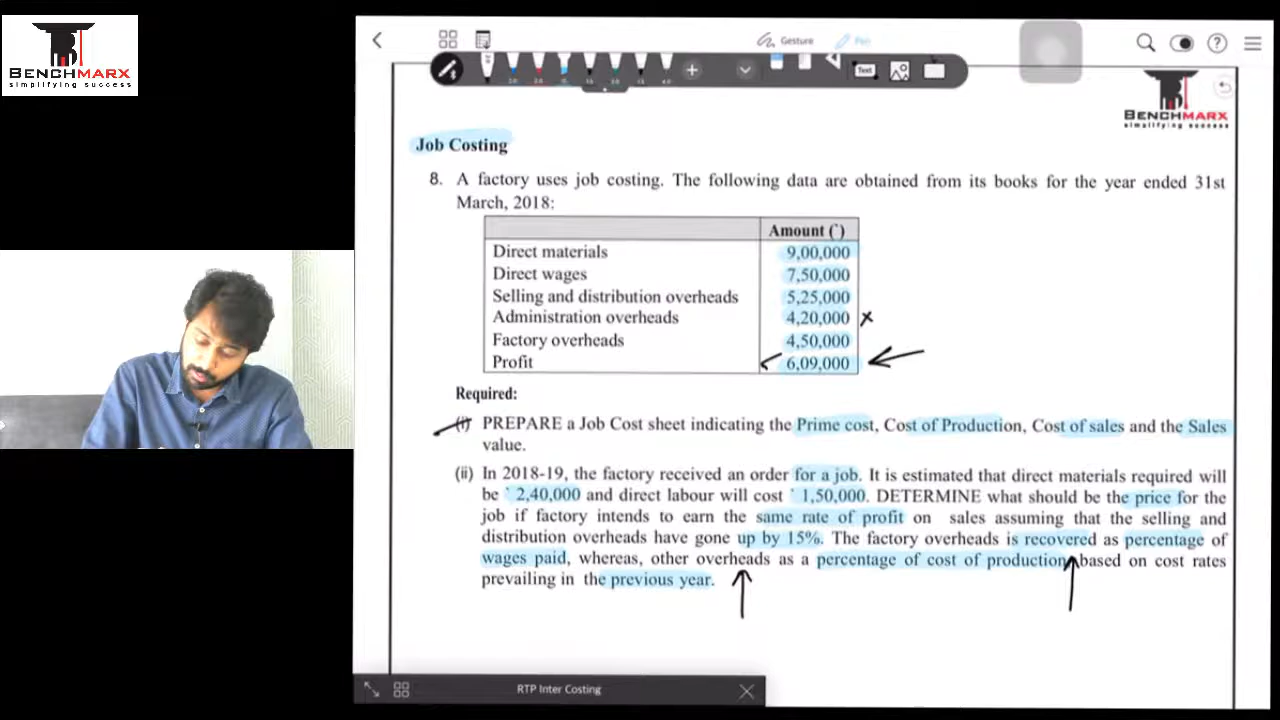 BENCHMARX
simplifying success
Gesture
Pen
Text
BENCHMARX
simplifying success
Job Costing
8. A factory uses job costing. The following data are obtained from its books for the year ended 31st
March, 2018:
Amount (`)
Direct materials 9,00,000
Direct wages 7,50,000
Selling and distribution overheads 5,25,000
Administration overheads 4,20,000 x
Factory overheads 4,50,000
Profit 6,09,000
Required:
(i) PREPARE a Job Cost sheet indicating the Prime cost, Cost of Production, Cost of sales and the Sales
value.
(ii) In 2018-19, the factory received an order for a job. It is estimated that direct materials required will
be ` 2,40,000 and direct labour will cost ` 1,50,000. DETERMINE what should be the price for the
job if factory intends to earn the same rate of profit on sales assuming that the selling and
distribution overheads have gone up by 15%. The factory overheads is recovered as percentage of
wages paid, whereas, other overheads as a percentage of cost of production, based on cost rates
prevailing in the previous year.
RTP Inter Costing